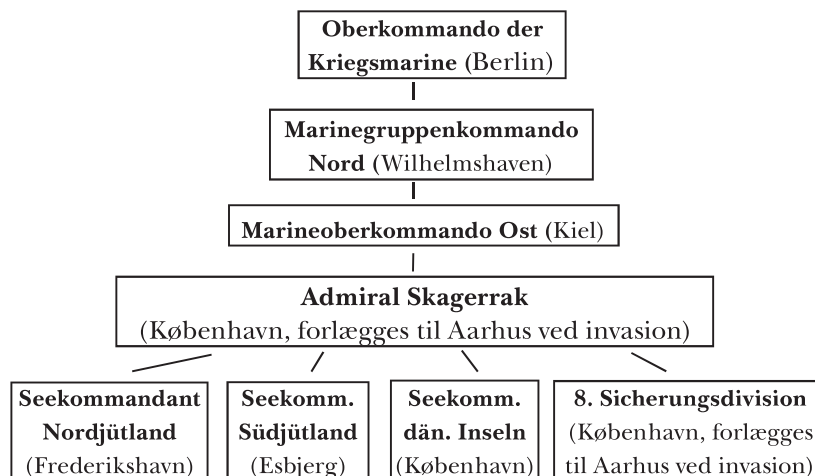 Oberkommando der
Kriegsmarine (Berlin)
Marinegruppenkommando
Nord (Wilhelmshaven)
Marineoberkommando Ost (Kiel)
Admiral Skagerrak
(København, forlægges til Aarhus ved invasion)
Seekommandant
Nordjütland
(Frederikshavn)
Seekomm.
Südjütland
(Esbjerg)
Seekomm.
dän. Inseln
(København)
8. Sicherungsdivision
(København, forlægges
til Aarhus ved invasion)